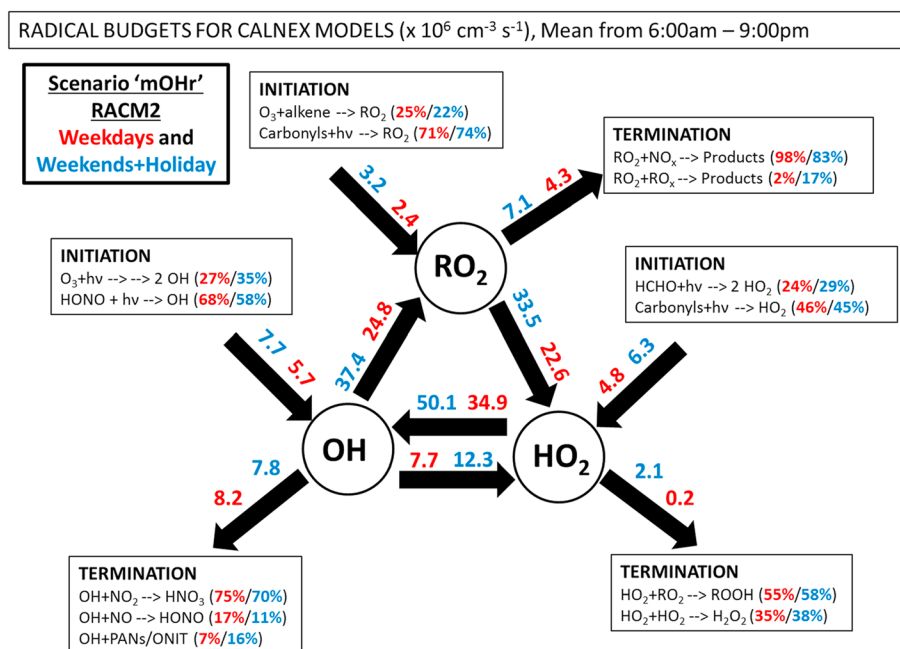 RADICAL BUDGETS FOR CALNEX MODELS (x 10⁶ cm⁻³ s⁻¹), Mean from 6:00am – 9:00pm
Scenario ‘mOHr’
RACM2
Weekdays and
Weekends+Holiday
INITIATION
O₃+alkene --> RO₂ (25%/22%)
Carbonyls+hv --> RO₂ (71%/74%)
TERMINATION
RO₂+NOₓ --> Products (98%/83%)
RO₂+ROₓ --> Products (2%/17%)
3.2
2.4
7.1
4.3
RO₂
INITIATION
O₃+hv --> --> 2 OH (27%/35%)
HONO + hv --> OH (68%/58%)
INITIATION
HCHO+hv --> 2 HO₂ (24%/29%)
Carbonyls+hv --> HO₂ (46%/45%)
7.7
5.7
37.4
24.8
33.5
22.6
4.8
6.3
50.1
34.9
OH
7.7
12.3
HO₂
7.8
8.2
2.1
0.2
TERMINATION
OH+NO₂ --> HNO₃ (75%/70%)
OH+NO --> HONO (17%/11%)
OH+PANs/ONIT (7%/16%)
TERMINATION
HO₂+RO₂ --> ROOH (55%/58%)
HO₂+HO₂ --> H₂O₂ (35%/38%)